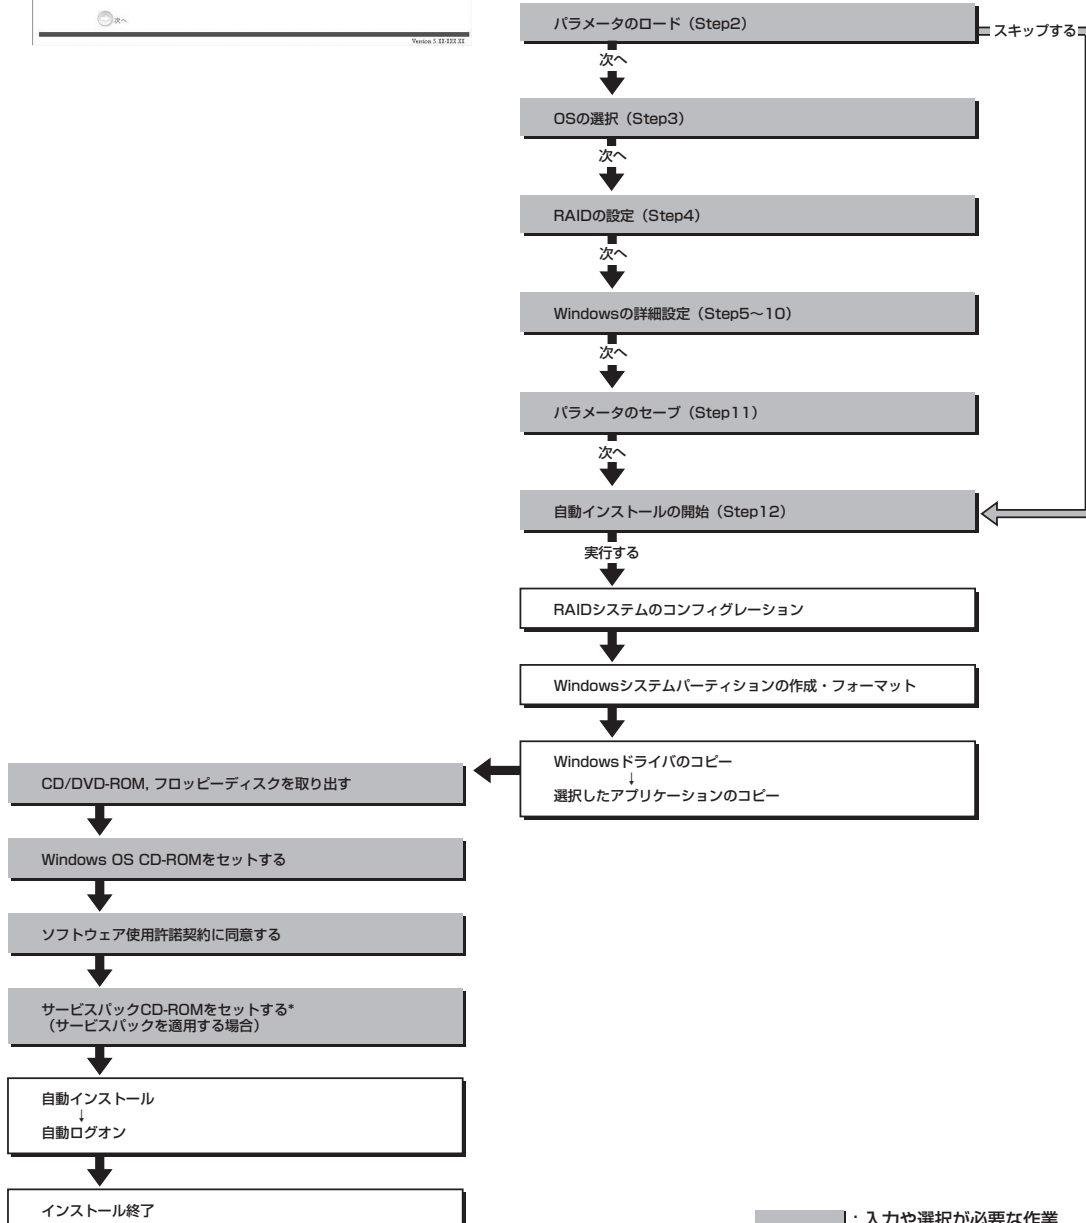 次へ
Version 5.XX-XXX.XX
パラメータのロード（Step2）
スキップする
次へ
OSの選択（Step3）
次へ
RAIDの設定（Step4）
次へ
Windowsの詳細設定（Step5～10）
次へ
パラメータのセーブ（Step11）
次へ
自動インストールの開始（Step12）
実行する
RAIDシステムのコンフィグレーション
Windowsシステムパーティションの作成・フォーマット
Windowsドライバのコピー
↓
選択したアプリケーションのコピー
CD/DVD-ROM, フロッピーディスクを取り出す
Windows OS CD-ROMをセットする
ソフトウェア使用許諾契約に同意する
サービスパックCD-ROMをセットする*
（サービスパックを適用する場合）
自動インストール
↓
自動ログオン
インストール終了
：入力や選択が必要な作業